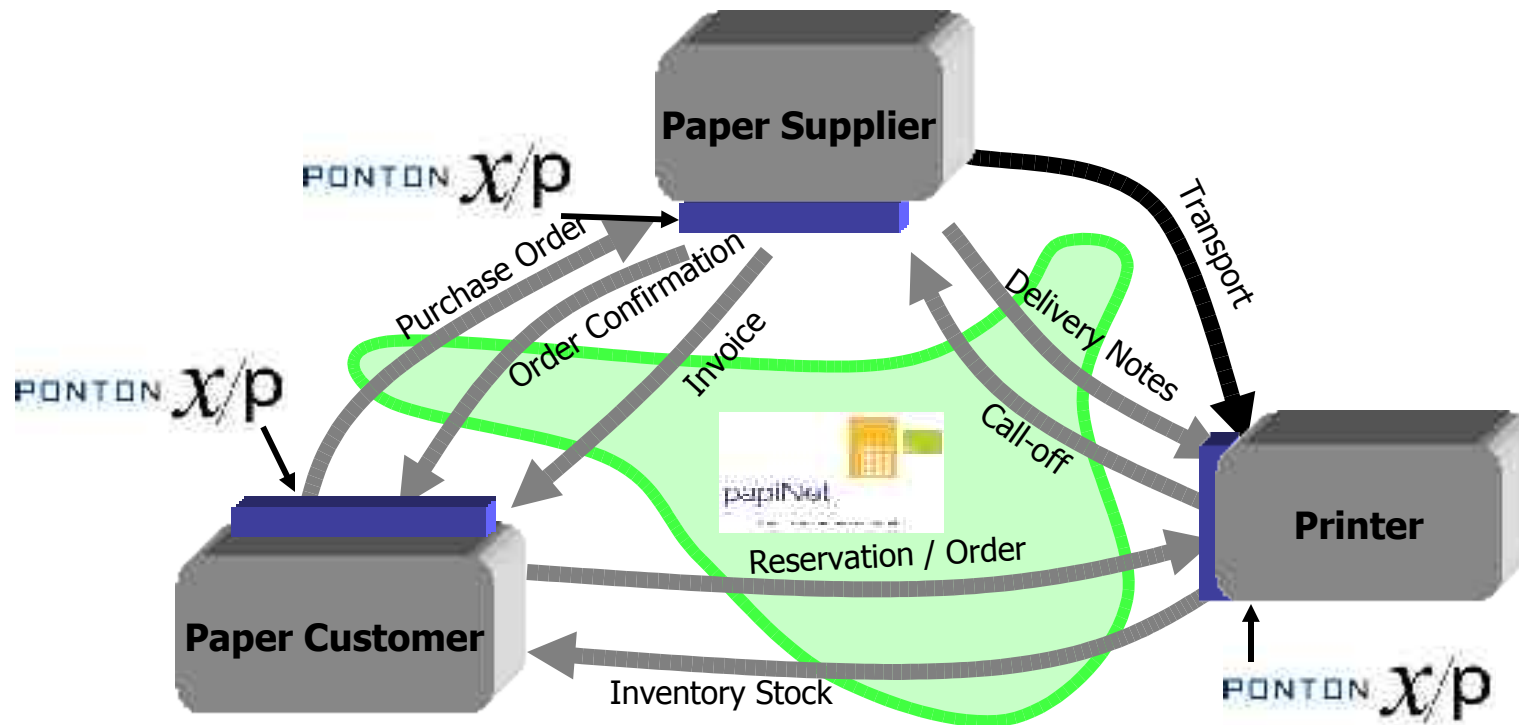 Paper Supplier
PONTON x/p
Transport
Purchase Order
Order Confirmation
Invoice
Delivery Notes
Call-off
PONTON x/p
papiNet
Reservation / Order
Printer
Paper Customer
Inventory Stock
PONTON x/p